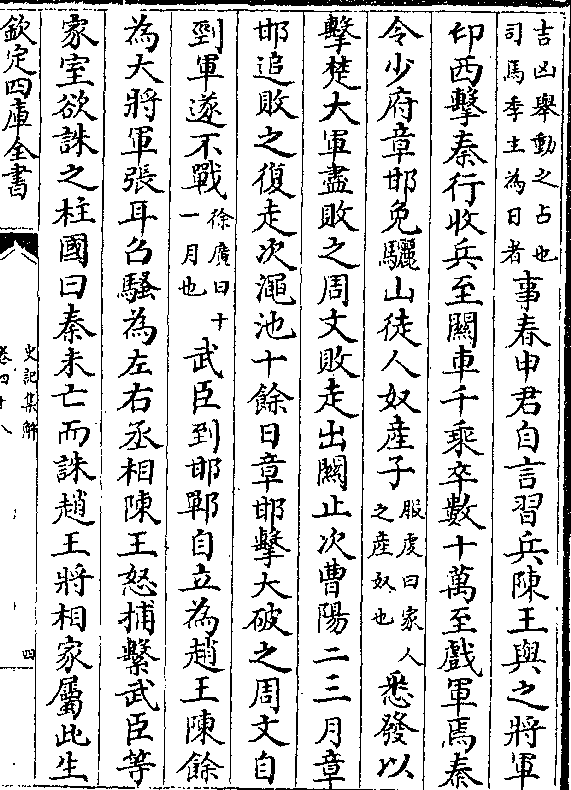 吉凶舉動之占也
司馬季主為日者
事春申君自言習兵陳王與之將軍
印西擊秦行收兵至關車千乘卒數十萬至戲軍焉秦
令少府章邯免驪山徒人奴産子
服䖍曰家人
之産奴也
悉發以
擊楚大軍盡敗之周文敗走出關止次曹陽二三月章
邯追敗之復走次澠池十餘日章邯擊大破之周文自
剄軍遂不戰
徐廣曰十
一月也
武臣到邯鄲自立為趙王陳餘
為大將軍張耳召騷為左右丞相陳王怒捕繫武臣等
家室欲誅之柱國曰秦未亡而誅趙王將相家屬此生
欽定四庫全書
史記集解
卷四十八
四